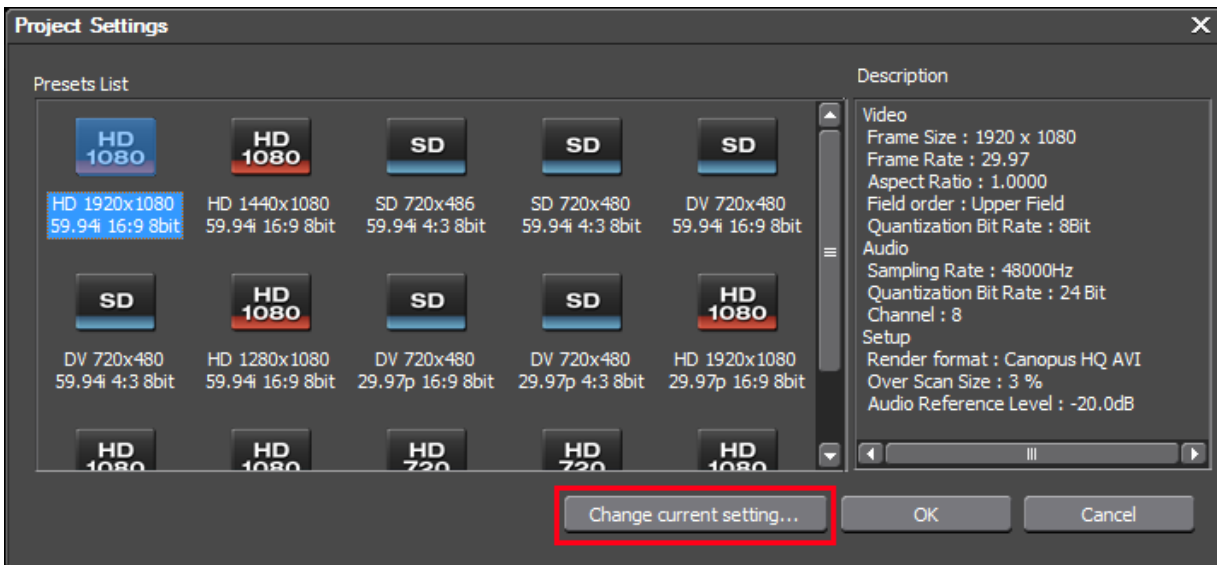 Project Settings
X
Presets List
Description
HD
1080
HD
1080
SD
SD
SD
HD 1920x1080
59.94i 16:9 8bit
HD 1440x1080
59.94i 16:9 8bit
SD 720x486
59.94i 4:3 8bit
SD 720x480
59.94i 4:3 8bit
DV 720x480
59.94i 16:9 8bit
SD
HD
1080
SD
SD
HD
1080
DV 720x480
59.94i 4:3 8bit
HD 1280x1080
59.94i 16:9 8bit
DV 720x480
29.97p 16:9 8bit
DV 720x480
29.97p 4:3 8bit
HD 1920x1080
29.97p 16:9 8bit
HD
1080
HD
1080
HD
720
HD
720
HD
1080
Video
Frame Size : 1920 x 1080
Frame Rate : 29.97
Aspect Ratio : 1.0000
Field order : Upper Field
Quantization Bit Rate : 8Bit
Audio
Sampling Rate : 48000Hz
Quantization Bit Rate : 24 Bit
Channel : 8
Setup
Render format : Canopus HQ AVI
Over Scan Size : 3 %
Audio Reference Level : -20.0dB
Change current setting...
OK
Cancel